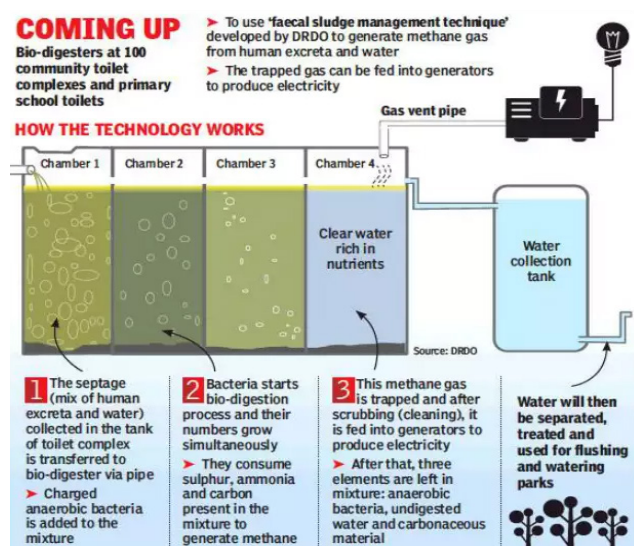 COMING UP
Bio-digesters at 100
community toilet
complexes and primary
school toilets
➤ To use ‘faecal sludge management technique’
developed by DRDO to generate methane gas
from human excreta and water
➤ The trapped gas can be fed into generators
to produce electricity
Gas vent pipe
HOW THE TECHNOLOGY WORKS
Chamber 1
Chamber 2
Chamber 3
Chamber 4
Clear water
rich in
nutrients
Water
collection
tank
Source: DRDO
1 The septage
(mix of human
excreta and water)
collected in the tank
of toilet complex
is transferred to
bio-digester via pipe
➤ Charged
anaerobic bacteria
is added to the
mixture
2 Bacteria starts
bio-digestion
process and their
numbers grow
simultaneously
➤ They consume
sulphur, ammonia
and carbon
present in the
mixture to
generate methane
3 This methane gas
is trapped and after
scrubbing (cleaning), it
is fed into generators to
produce electricity
➤ After that, three
elements are left in
mixture: anaerobic
bacteria, undigested
water and carbonaceous
material
Water will then
be separated,
treated and
used for flushing
and watering
parks